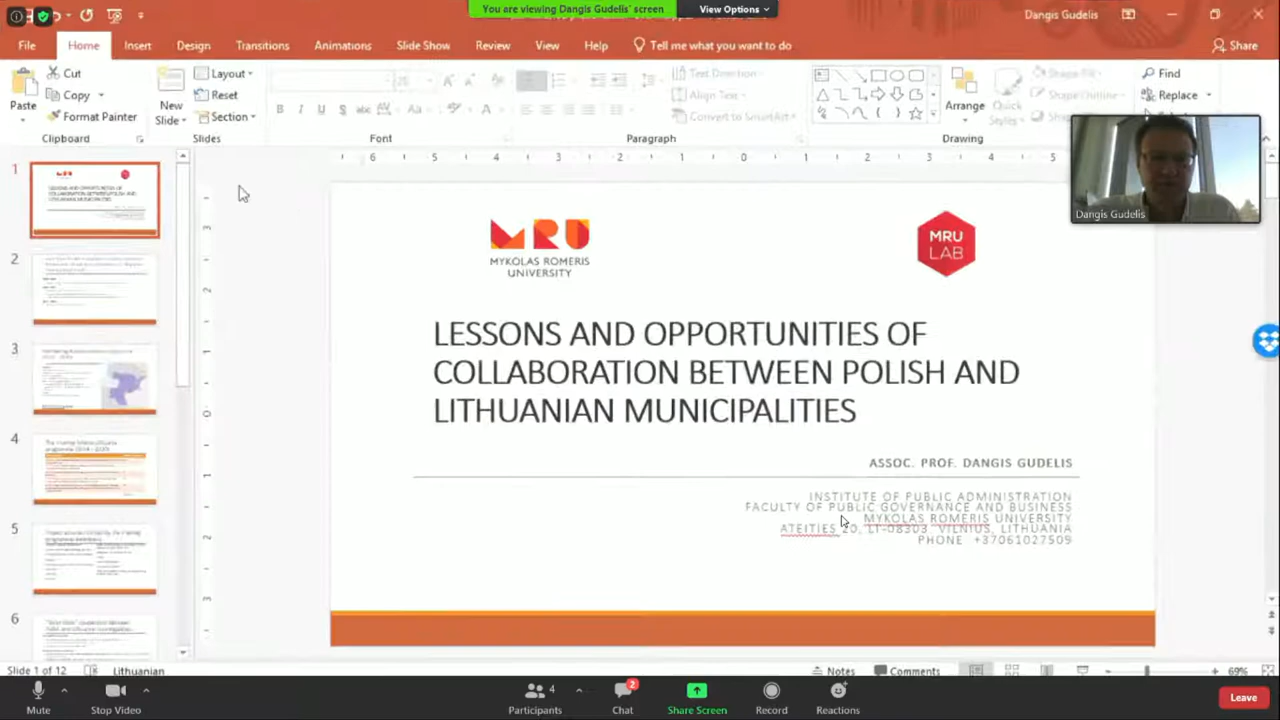 You are viewing Dangis Gudelis' screen
View Options
Dangis Gudelis
File
Home
Insert
Design
Transitions
Animations
Slide Show
Review
View
Help
Tell me what you want to do
Share
Paste
Cut
Copy
Format Painter
Clipboard
New
Slide
Layout
Reset
Section
Slides
Font
Text Direction
Align Text
Convert to SmartArt
Paragraph
Arrange
Quick
Styles
Shape Fill
Shape Outline
Drawing
Find
Replace
Dangis Gudelis
1
2
3
4
5
6
MRU
MYKOLAS ROMERIS
UNIVERSITY
MRU
LAB
LESSONS AND OPPORTUNITIES OF
COLLABORATION BETWEEN POLISH AND
LITHUANIAN MUNICIPALITIES
ASSOC. PROF. DANGIS GUDELIS
INSTITUTE OF PUBLIC ADMINISTRATION
FACULTY OF PUBLIC GOVERNANCE AND BUSINESS
MYKOLAS ROMERIS UNIVERSITY
ATEITIES 20, LT-08303 VILNIUS, LITHUANIA
PHONE +37061027509
Slide 1 of 12
Lithuanian
Notes
Comments
69%
Mute
Stop Video
4
Participants
2
Chat
Share Screen
Record
Reactions
Leave